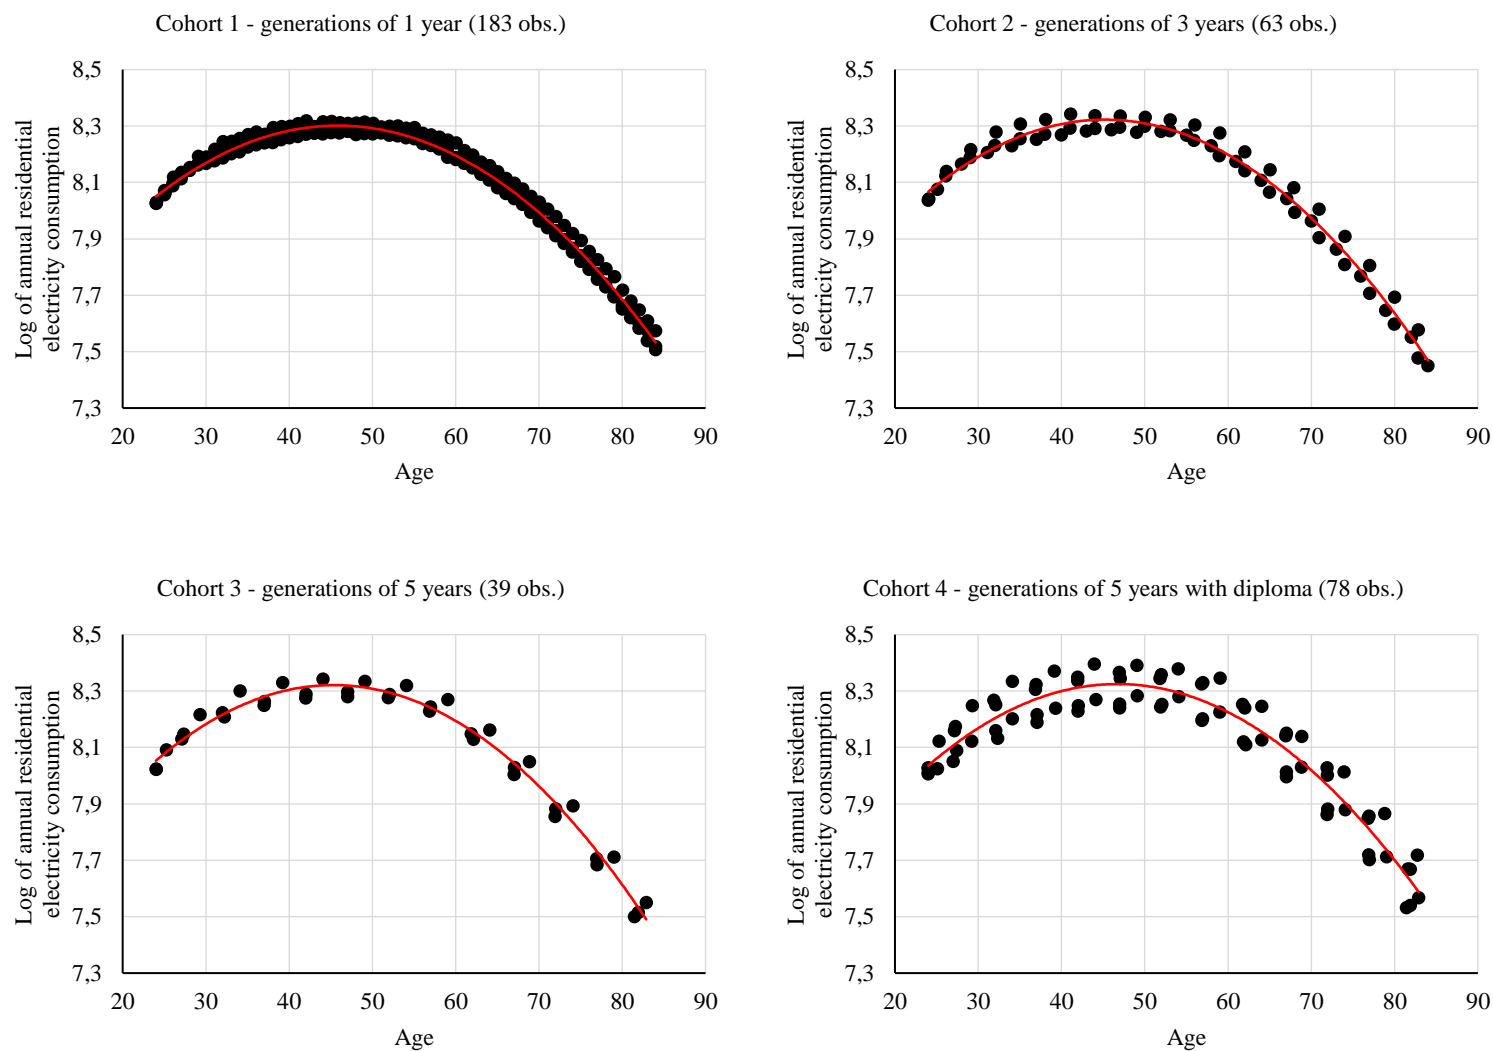 Cohort 1 - generations of 1 year (183 obs.)
8,5
8,3
8,1
7,9
7,7
7,5
7,3
Log of annual residential
electricity consumption
20 30 40 50 60 70 80 90
Age
Cohort 2 - generations of 3 years (63 obs.)
8,5
8,3
8,1
7,9
7,7
7,5
7,3
Log of annual residential
electricity consumption
20 30 40 50 60 70 80 90
Age
Cohort 3 - generations of 5 years (39 obs.)
8,5
8,3
8,1
7,9
7,7
7,5
7,3
Log of annual residential
electricity consumption
20 30 40 50 60 70 80 90
Age
Cohort 4 - generations of 5 years with diploma (78 obs.)
8,5
8,3
8,1
7,9
7,7
7,5
7,3
Log of annual residential
electricity consumption
20 30 40 50 60 70 80 90
Age